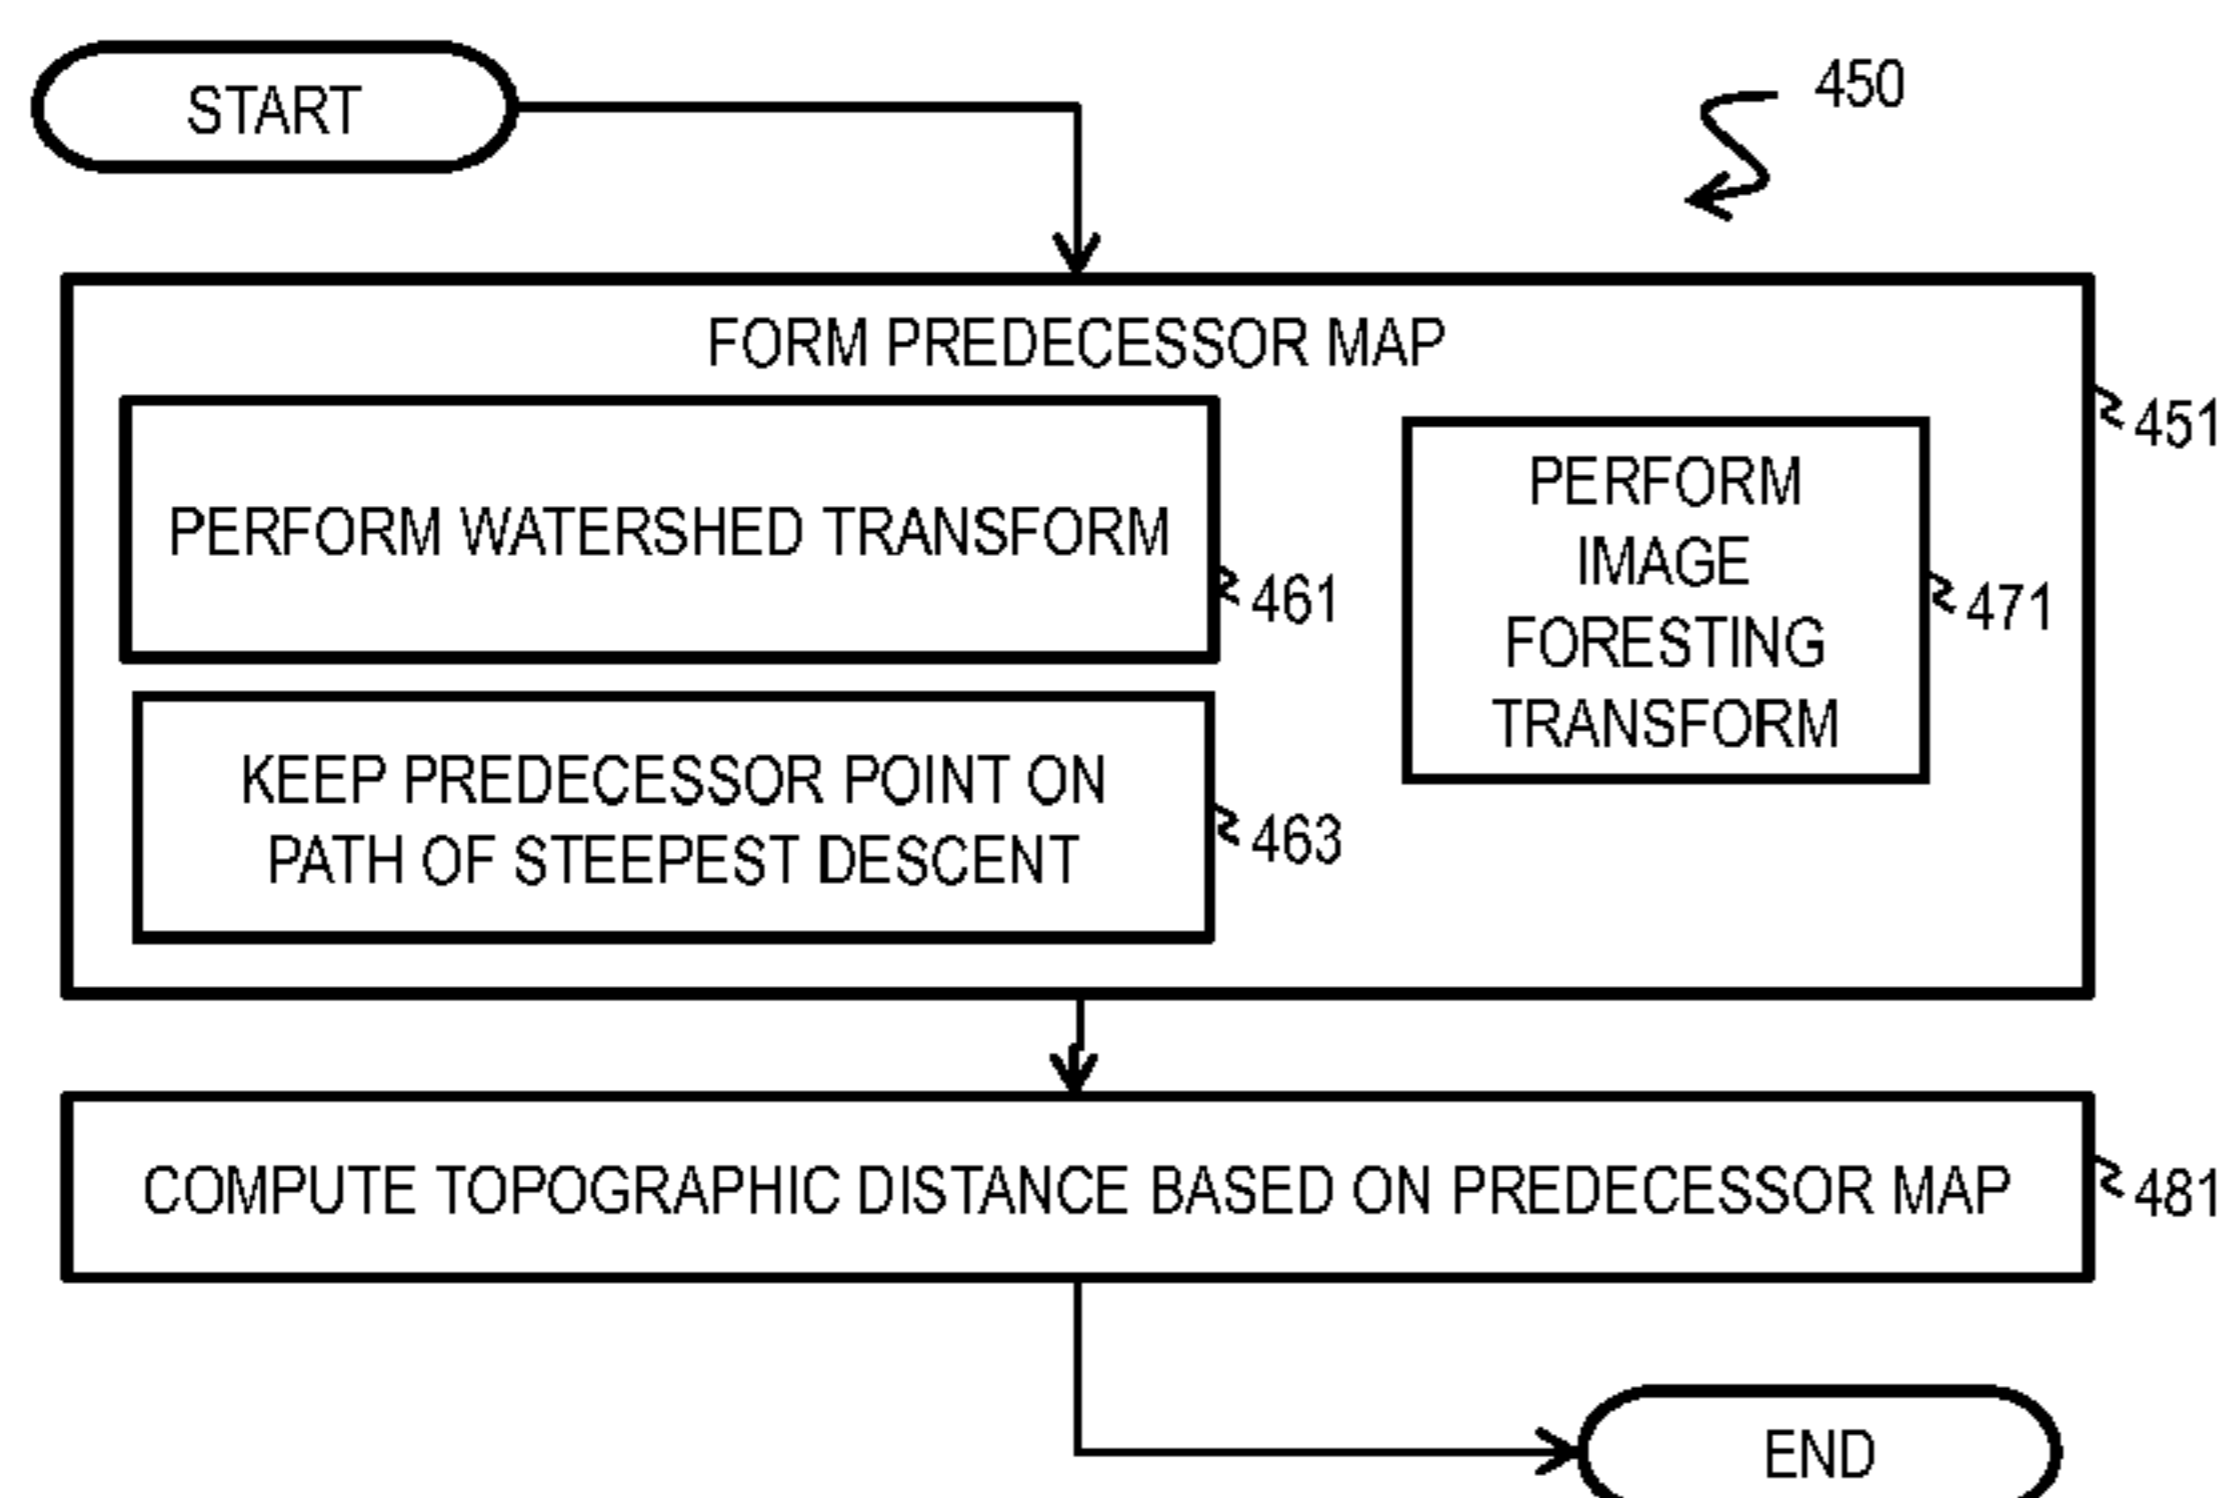 START
450
FORM PREDECESSOR MAP
451
PERFORM WATERSHED TRANSFORM
461
PERFORM
IMAGE
FORESTING
TRANSFORM
471
KEEP PREDECESSOR POINT ON
PATH OF STEEPEST DESCENT
463
COMPUTE TOPOGRAPHIC DISTANCE BASED ON PREDECESSOR MAP
481
END